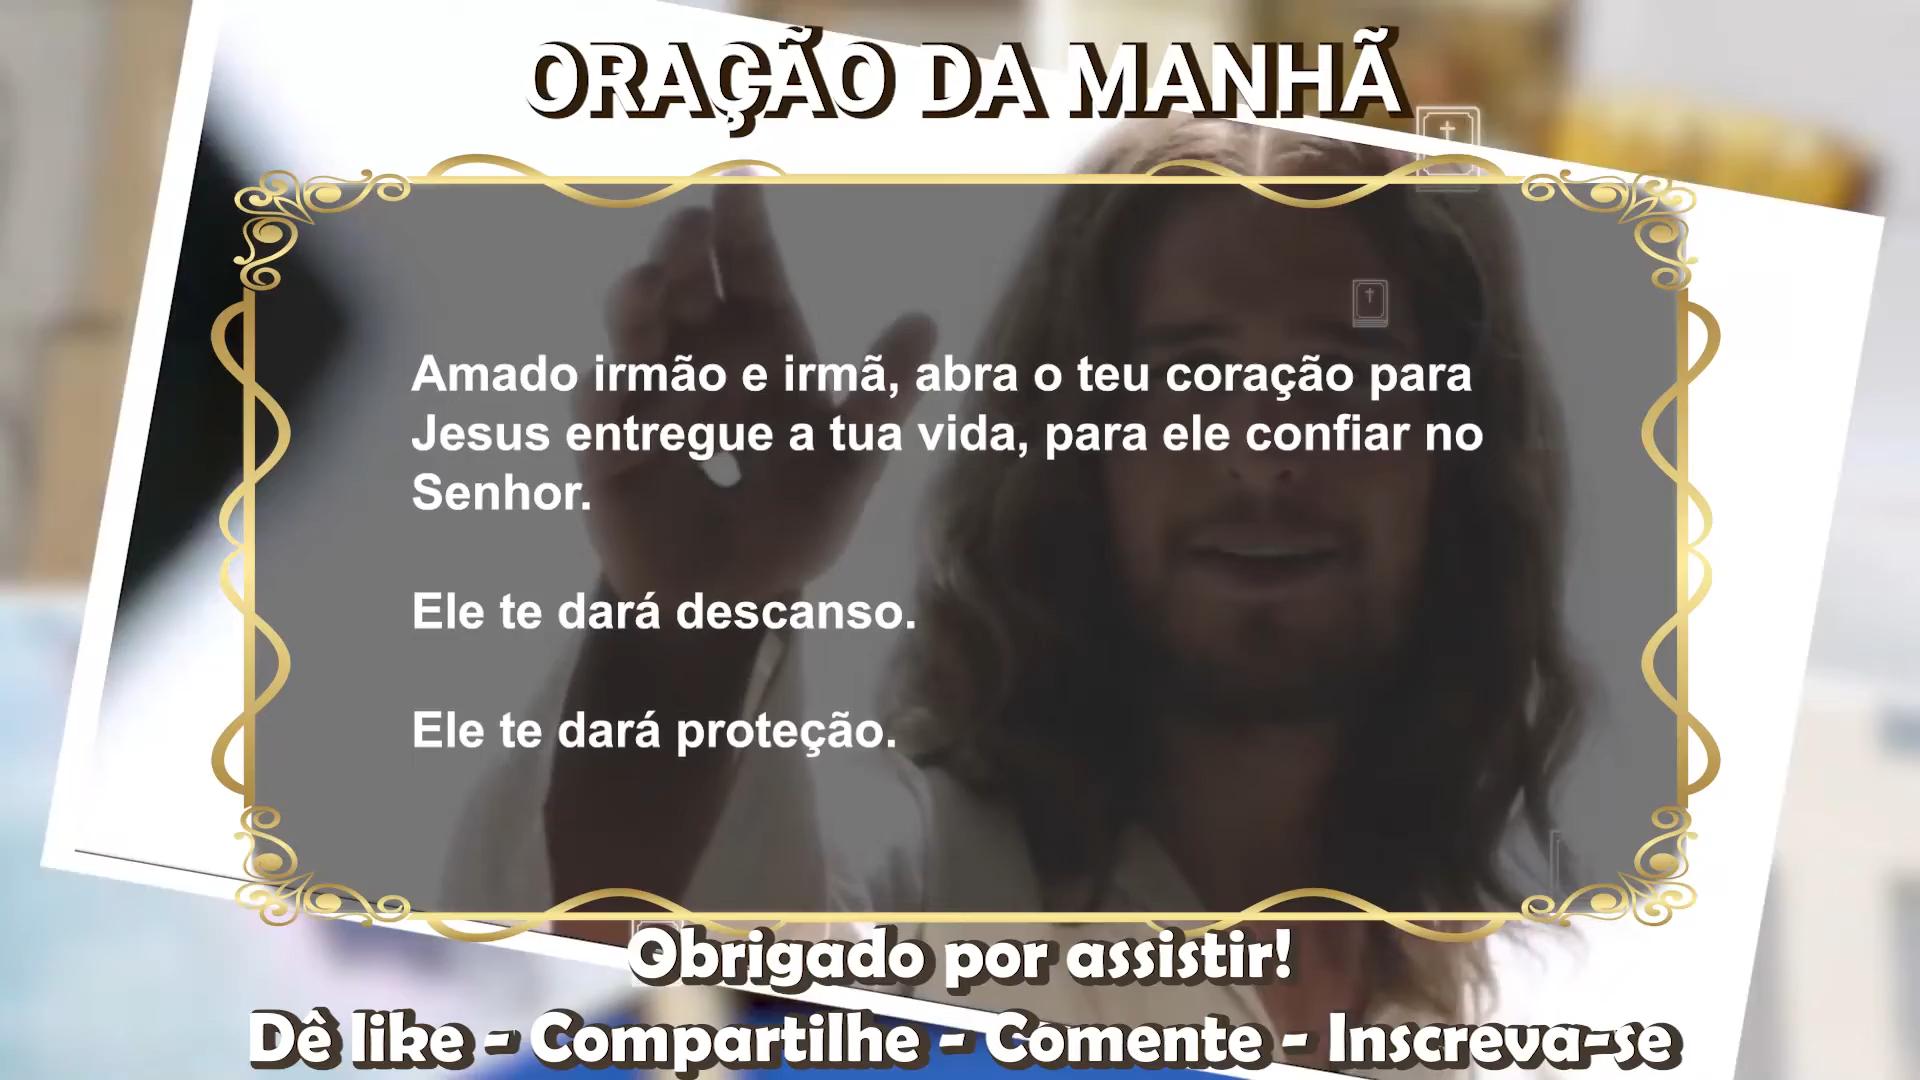 ORAÇÃO DA MANHÃ
Amado irmão e irmã, abra o teu coração para
Jesus entregue a tua vida, para ele confiar no
Senhor.
Ele te dará descanso.
Ele te dará proteção.
Obrigado por assistir!
Dê like - Compartilhe - Comente - Inscreva-se